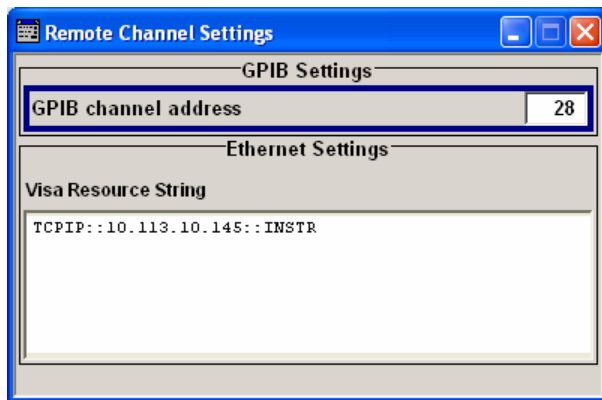 Remote Channel Settings
GPIB Settings
GPIB channel address 28
Ethernet Settings
Visa Resource String
TCPIP::10.113.10.145::INSTR